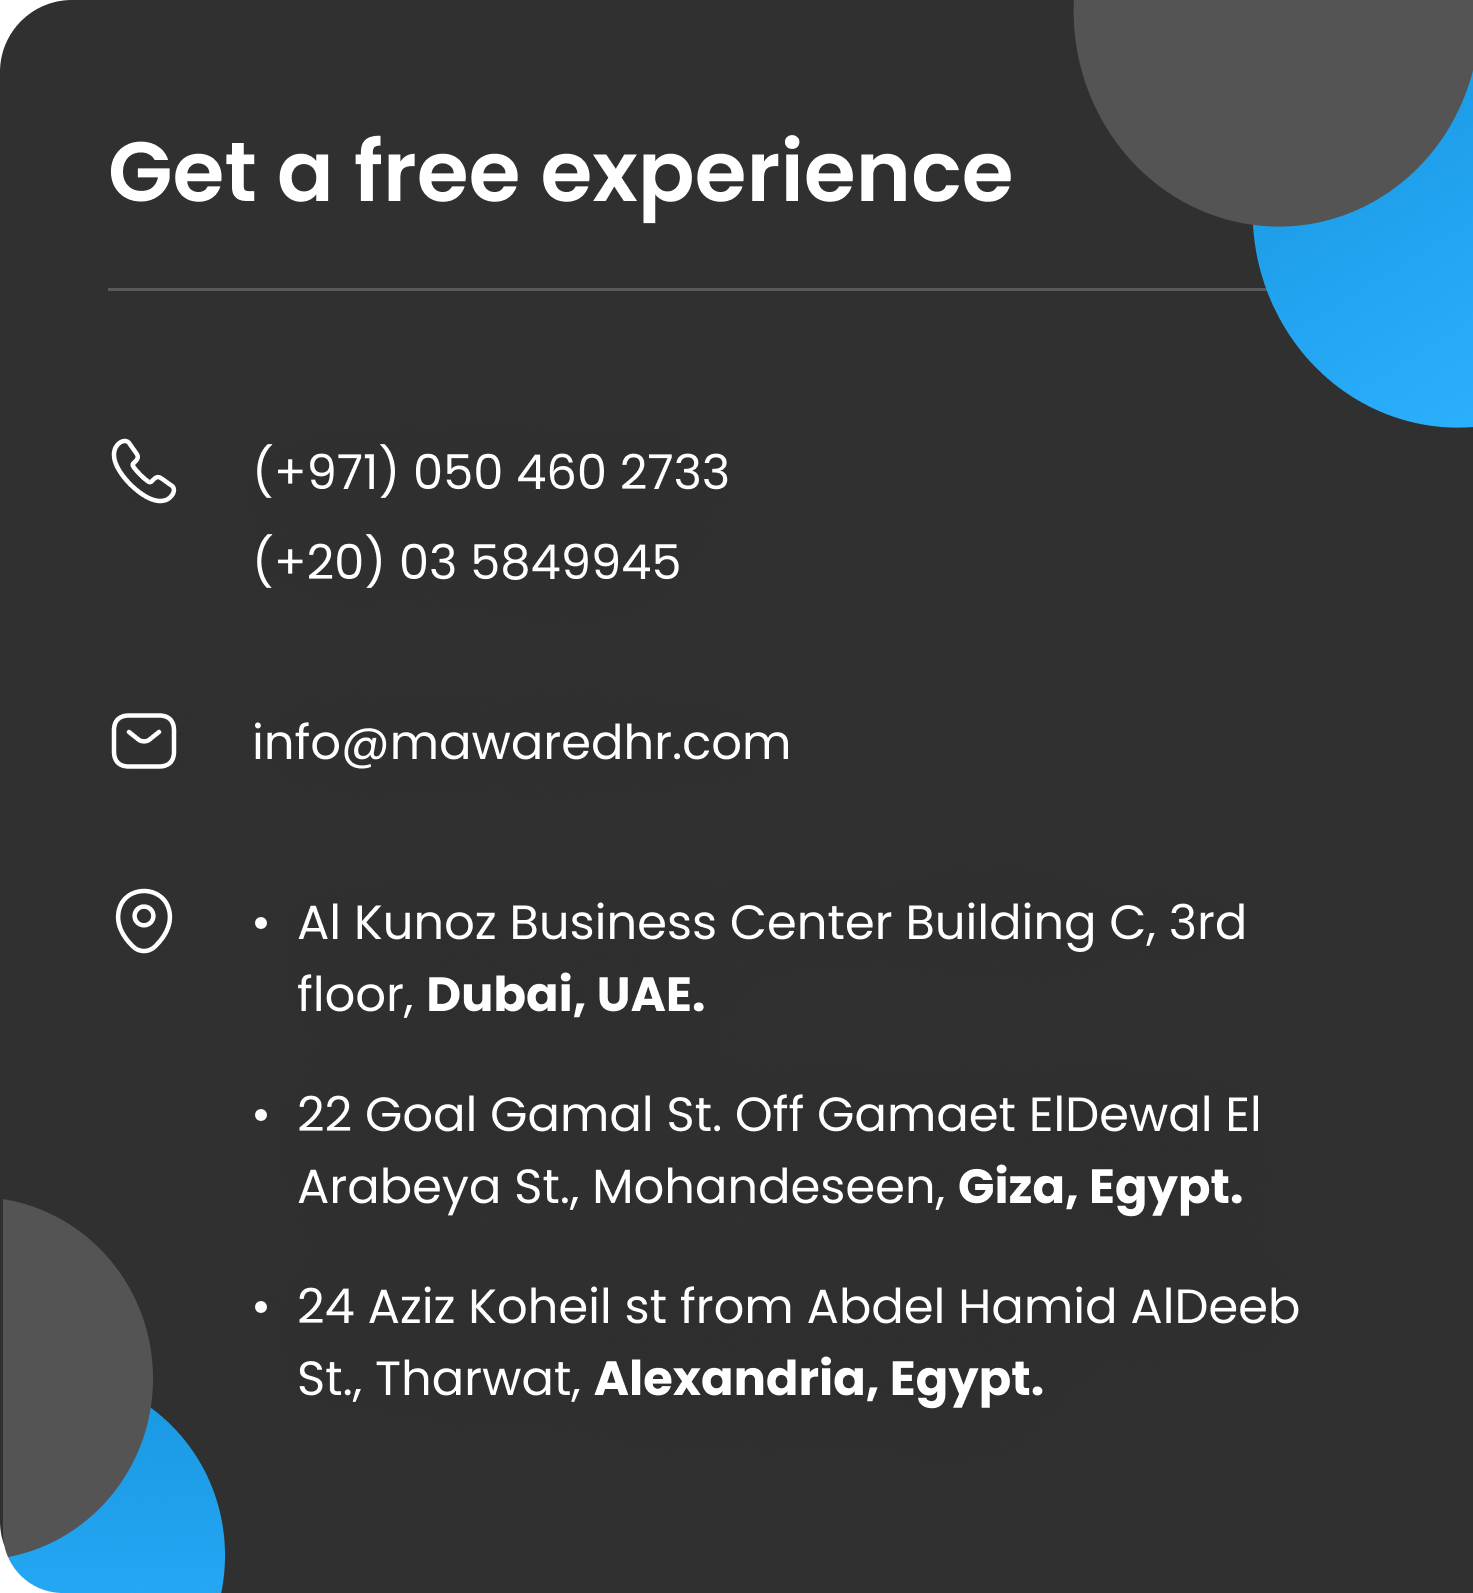 Get a free experience
(+971) 050 460 2733
(+20) 03 5849945
info@mawaredhr.com
• Al Kunoz Business Center Building C, 3rd
floor, Dubai, UAE.
• 22 Goal Gamal St. Off Gamaet ElDewal El
Arabeya St., Mohandeseen, Giza, Egypt.
• 24 Aziz Koheil st from Abdel Hamid AlDeeb
St., Tharwat, Alexandria, Egypt.